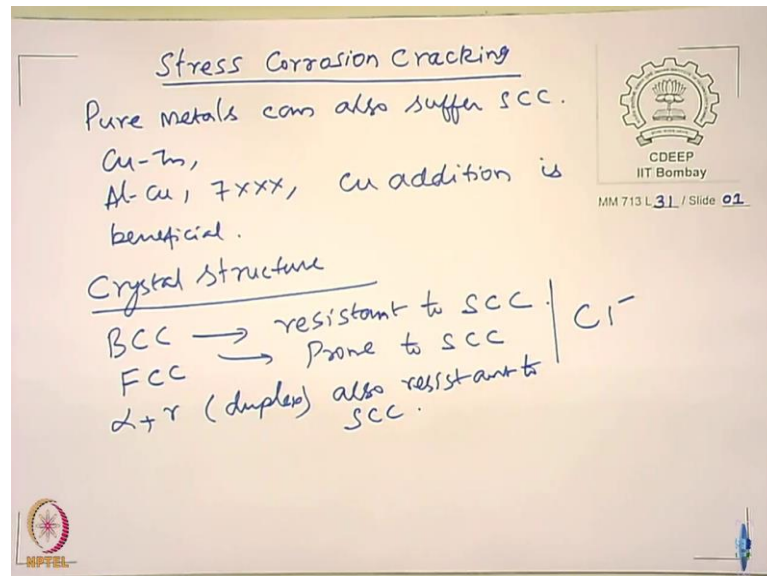 Stress Corrosion Cracking
Pure metals can also suffer SCC.
Cu-Zn,
Al-Cu, 7xxx, Cu addition is
beneficial.
Crystal structure
BCC → resistant to SCC.
FCC → Prone to SCC
Cl⁻
α+γ (duplex) also resistant to
SCC.
CDEEP
IIT Bombay
MM 713 L 31 / Slide 01
NPTEL